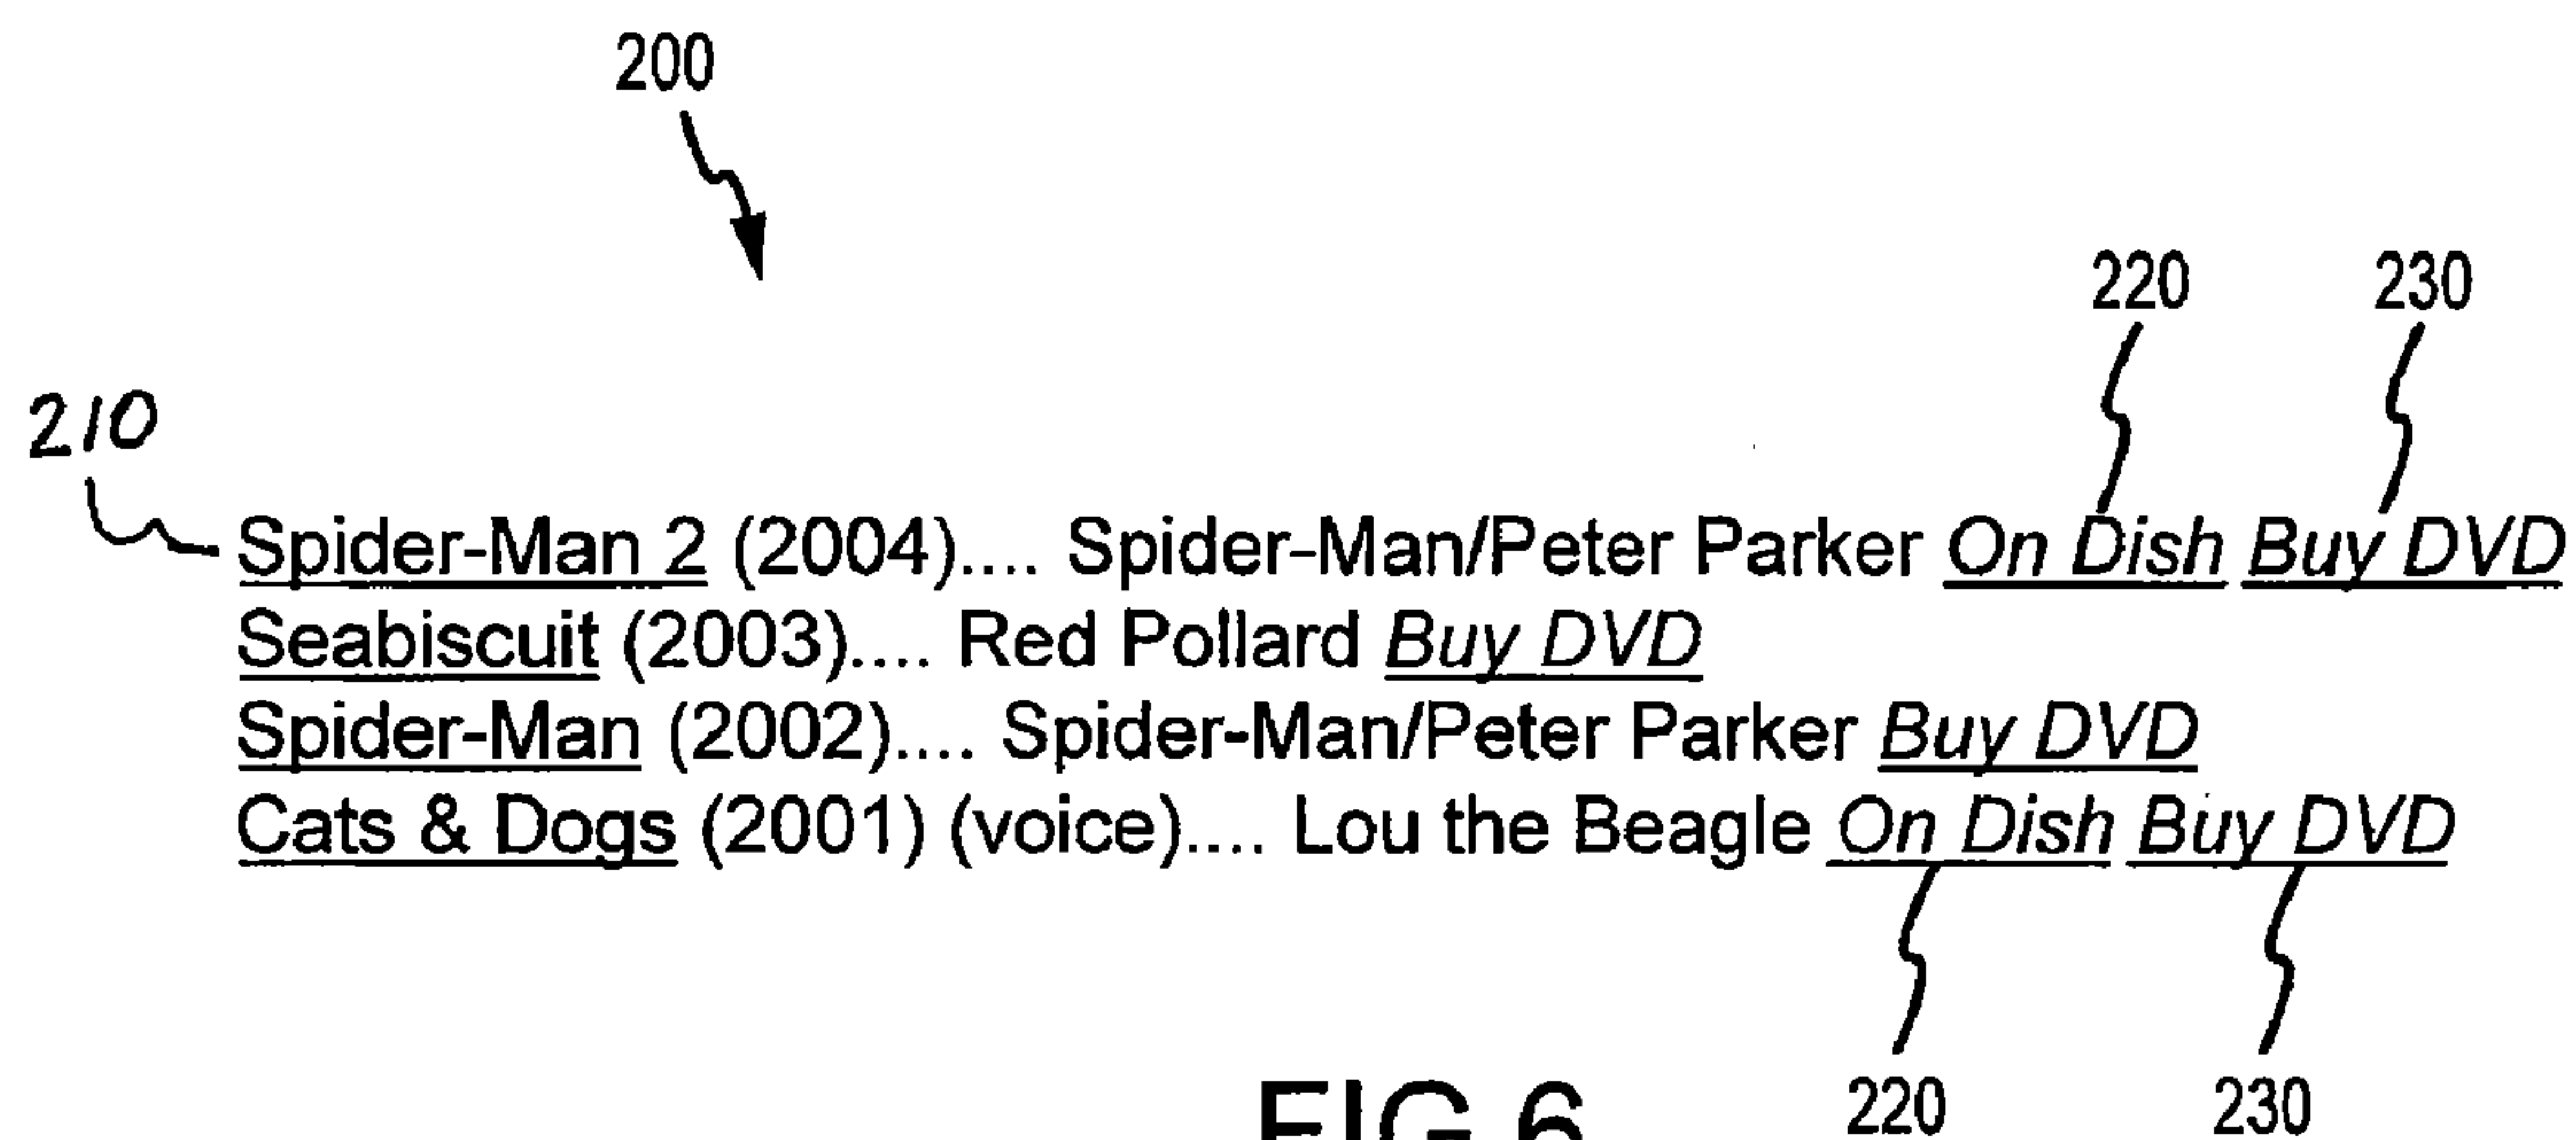 200
220 230
210
Spider-Man 2 (2004).... Spider-Man/Peter Parker On Dish Buy DVD
Seabiscuit (2003).... Red Pollard Buy DVD
Spider-Man (2002).... Spider-Man/Peter Parker Buy DVD
Cats & Dogs (2001) (voice).... Lou the Beagle On Dish Buy DVD
220 230
FIG.6